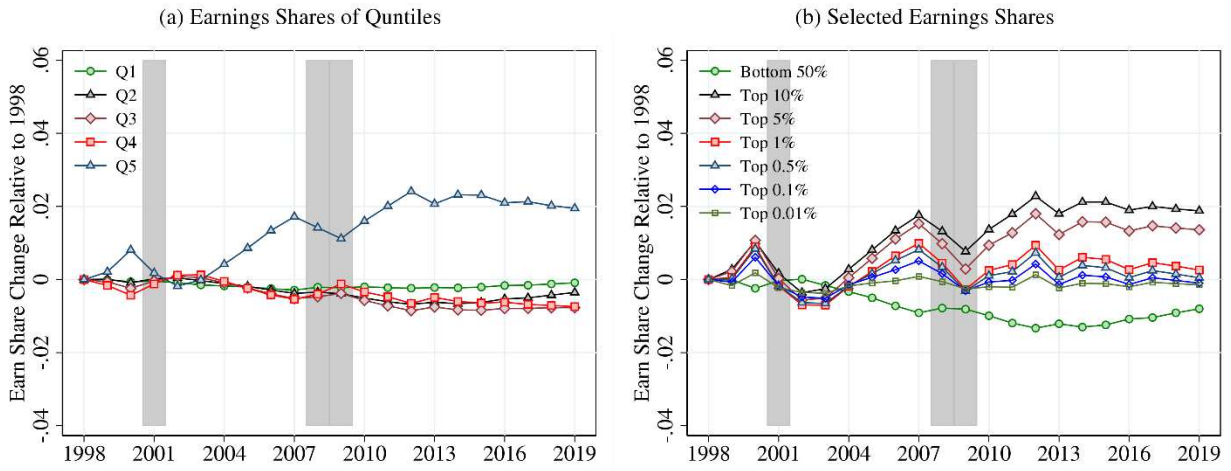 (a) Earnings Shares of Quntiles
Earn Share Change Relative to 1998
.06
.04
.02
0
-.02
-.04
Q1
Q2
Q3
Q4
Q5
1998 2001 2004 2007 2010 2013 2016 2019
(b) Selected Earnings Shares
Earn Share Change Relative to 1998
.06
.04
.02
0
-.02
-.04
Bottom 50%
Top 10%
Top 5%
Top 1%
Top 0.5%
Top 0.1%
Top 0.01%
1998 2001 2004 2007 2010 2013 2016 2019